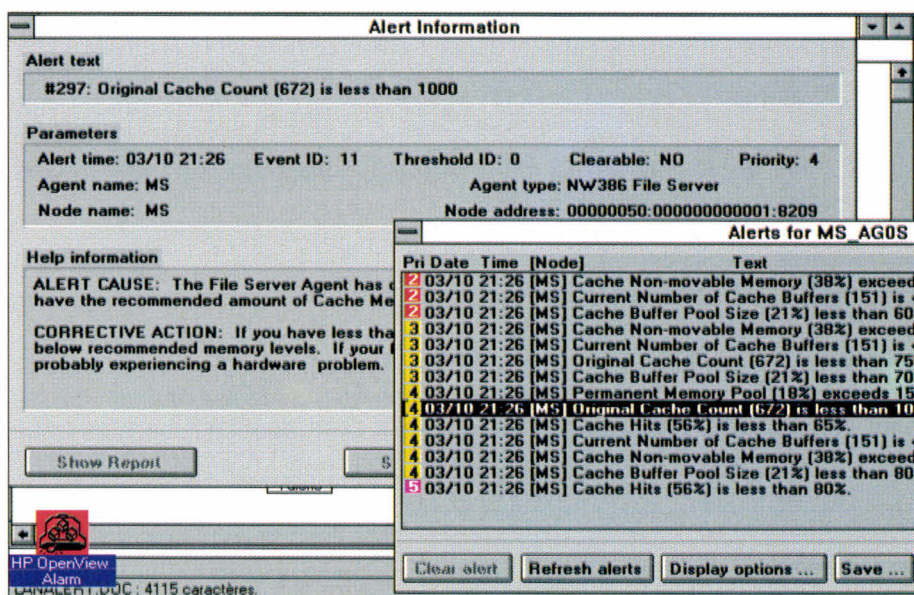 Alert Information
Alert text
#297: Original Cache Count (672) is less than 1000
Parameters
Alert time: 03/10 21:26 Event ID: 11 Threshold ID: 0 Clearable: NO Priority: 4
Agent name: MS Agent type: NW386 File Server
Node name: MS Node address: 00000050:000000000001:8209
Help information
ALERT CAUSE: The File Server Agent has
have the recommended amount of Cache Me
CORRECTIVE ACTION: If you have less tha
below recommended memory levels. If your
probably experiencing a hardware problem.
Show Report S
Alerts for MS_AG0S
Pri Date Time [Node] Text
2 03/10 21:26 [MS] Cache Non-movable Memory (38%) exceed
2 03/10 21:26 [MS] Current Number of Cache Buffers (151) is <
2 03/10 21:26 [MS] Cache Buffer Pool Size (21%) less than 60
3 03/10 21:26 [MS] Cache Non-movable Memory (38%) exceed
3 03/10 21:26 [MS] Current Number of Cache Buffers (151) is <
3 03/10 21:26 [MS] Original Cache Count (672) is less than 75
3 03/10 21:26 [MS] Cache Buffer Pool Size (21%) less than 70
4 03/10 21:26 [MS] Permanent Memory Pool (18%) exceeds 15
4 03/10 21:26 [MS] Original Cache Count (672) is less than 10
4 03/10 21:26 [MS] Cache Hits (56%) is less than 65%.
4 03/10 21:26 [MS] Current Number of Cache Buffers (151) is <
4 03/10 21:26 [MS] Cache Non-movable Memory (38%) exceed
4 03/10 21:26 [MS] Cache Buffer Pool Size (21%) less than 80
5 03/10 21:26 [MS] Cache Hits (56%) is less than 80%.
Clear alert Refresh alerts Display options ... Save ...
HP OpenView
Alarm
LANALERT.DOC : 4115 caractères.